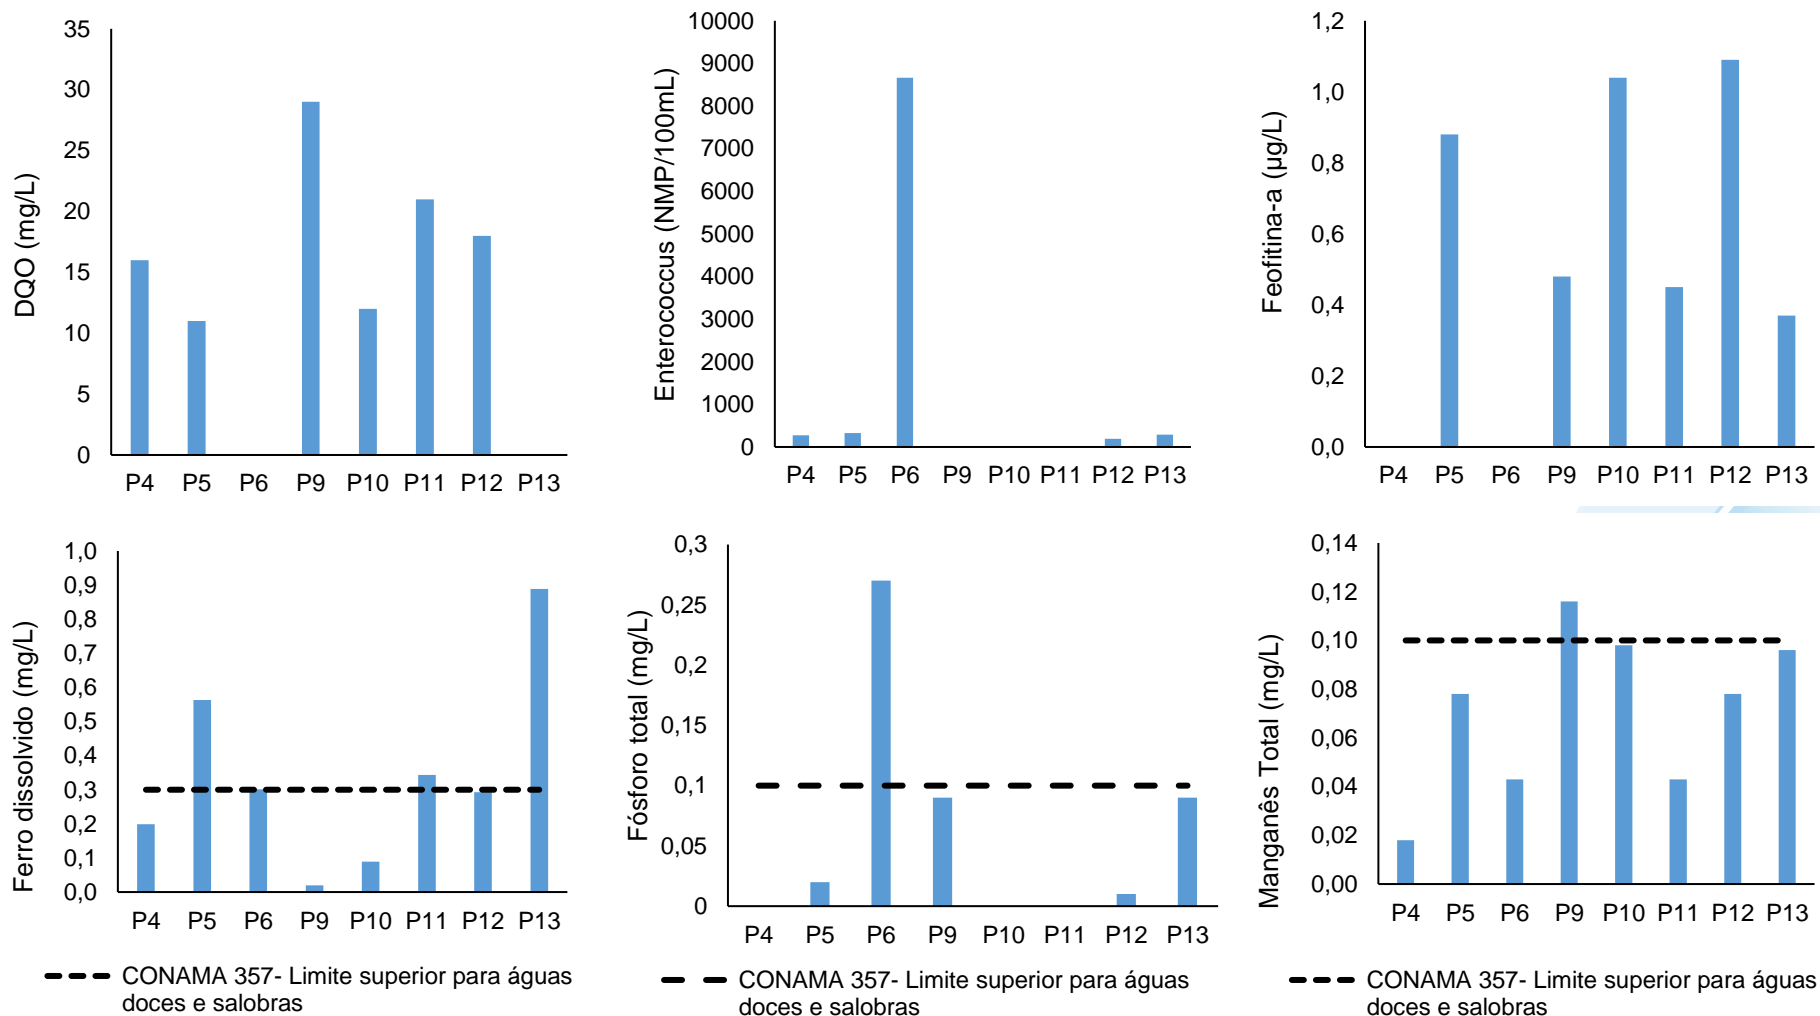 DQO (mg/L)
35
30
25
20
15
10
5
0
P4 P5 P6 P9 P10 P11 P12 P13
Enterococcus (NMP/100mL)
10000
9000
8000
7000
6000
5000
4000
3000
2000
1000
0
P4 P5 P6 P9 P10 P11 P12 P13
Feofitina-a (µg/L)
1,2
1,0
0,8
0,6
0,4
0,2
0,0
P4 P5 P6 P9 P10 P11 P12 P13
Ferro dissolvido (mg/L)
1,0
0,9
0,8
0,7
0,6
0,5
0,4
0,3
0,2
0,1
0,0
P4 P5 P6 P9 P10 P11 P12 P13
CONAMA 357- Limite superior para águas
doces e salobras
Fósforo total (mg/L)
0,3
0,25
0,2
0,15
0,1
0,05
0
P4 P5 P6 P9 P10 P11 P12 P13
CONAMA 357- Limite superior para águas
doces e salobras
Manganês Total (mg/L)
0,14
0,12
0,10
0,08
0,06
0,04
0,02
0,00
P4 P5 P6 P9 P10 P11 P12 P13
CONAMA 357- Limite superior para águas
doces e salobras